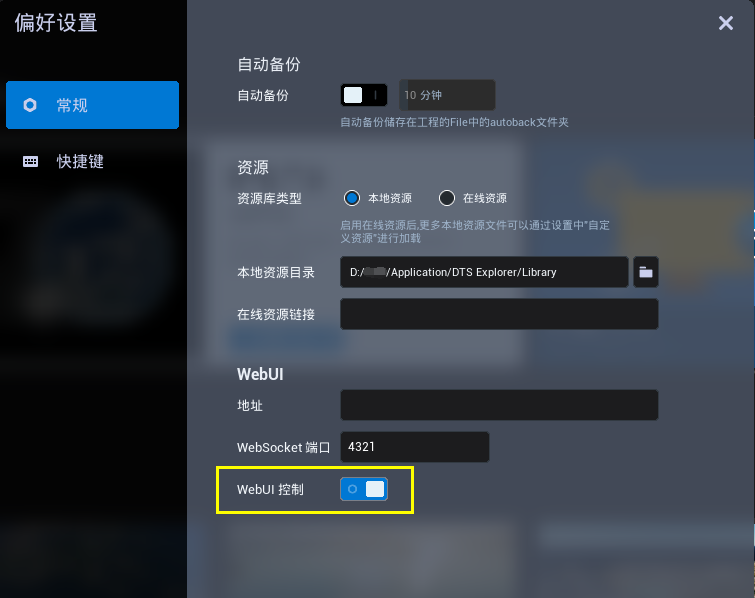 偏好设置
常规
快捷键
自动备份
自动备份
10 分钟
自动备份储存在工程的File中的autoback文件夹
资源
资源库类型
本地资源
在线资源
启用在线资源后,更多本地资源文件可以通过设置中"自定
义资源"进行加载
本地资源目录
D:/ /Application/DTS Explorer/Library
在线资源链接
WebUI
地址
WebSocket 端口
4321
WebUI 控制